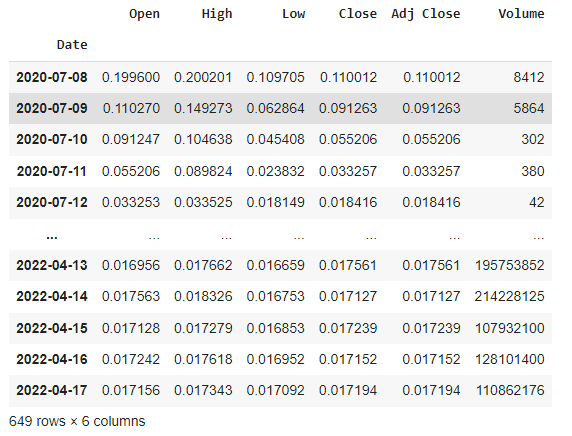 Open High Low Close Adj Close Volume
Date
2020-07-08 0.199600 0.200201 0.109705 0.110012 0.110012 8412
2020-07-09 0.110270 0.149273 0.062864 0.091263 0.091263 5864
2020-07-10 0.091247 0.104638 0.045408 0.055206 0.055206 302
2020-07-11 0.055206 0.089824 0.023832 0.033257 0.033257 380
2020-07-12 0.033253 0.033525 0.018149 0.018416 0.018416 42
... ... ... ... ... ... ...
2022-04-13 0.016956 0.017662 0.016659 0.017561 0.017561 195753852
2022-04-14 0.017563 0.018326 0.016753 0.017127 0.017127 214228125
2022-04-15 0.017128 0.017279 0.016853 0.017239 0.017239 107932100
2022-04-16 0.017242 0.017618 0.016952 0.017152 0.017152 128101400
2022-04-17 0.017156 0.017343 0.017092 0.017194 0.017194 110862176
649 rows × 6 columns